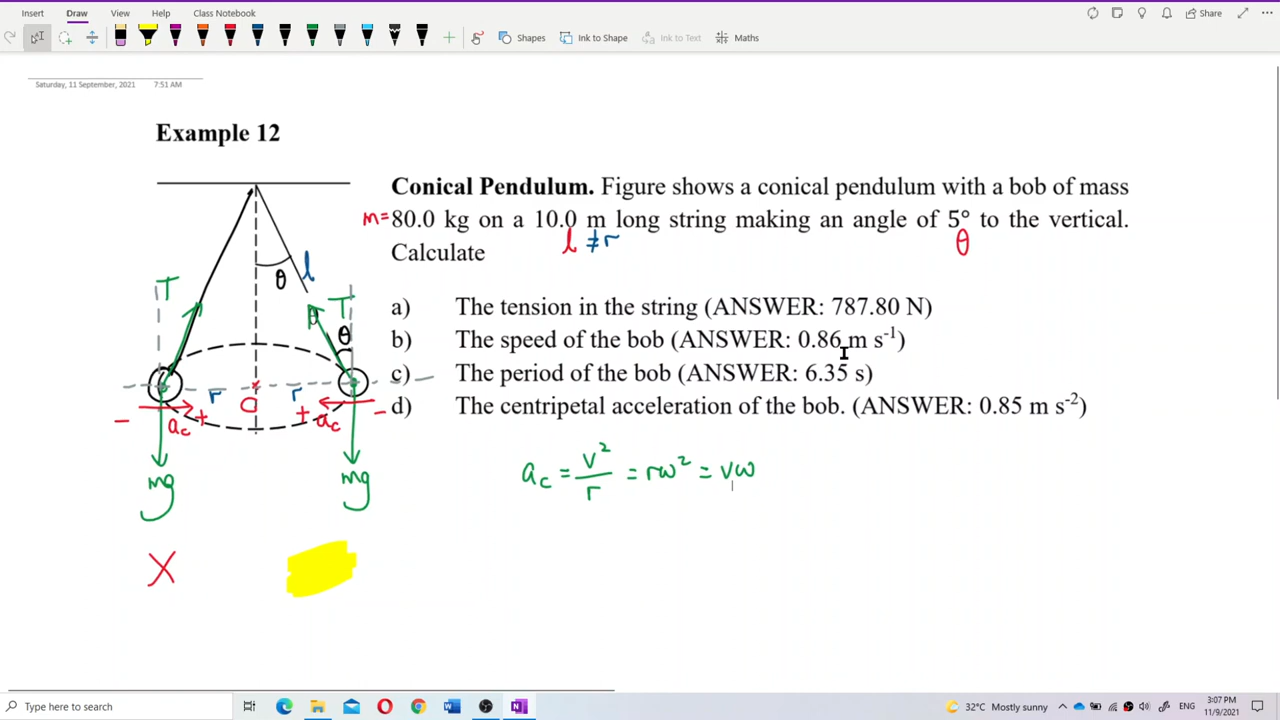 Insert Draw View Help Class Notebook
Share
Shapes Ink to Shape Ink to Text Maths
Saturday, 11 September, 2021 7:51 AM
Example 12
Conical Pendulum. Figure shows a conical pendulum with a bob of mass
m= 80.0 kg on a 10.0 m long string making an angle of 5° to the vertical.
l ≠ r θ
Calculate
a) The tension in the string (ANSWER: 787.80 N)
b) The speed of the bob (ANSWER: 0.86 m s⁻¹)
c) The period of the bob (ANSWER: 6.35 s)
d) The centripetal acceleration of the bob. (ANSWER: 0.85 m s⁻²)
θ l
T T
θ θ
r r
O
- + + -
ac ac
mg mg
X
ac = v²/r = rω² = vω
Type here to search
32°C Mostly sunny
ENG
3:07 PM
11/9/2021